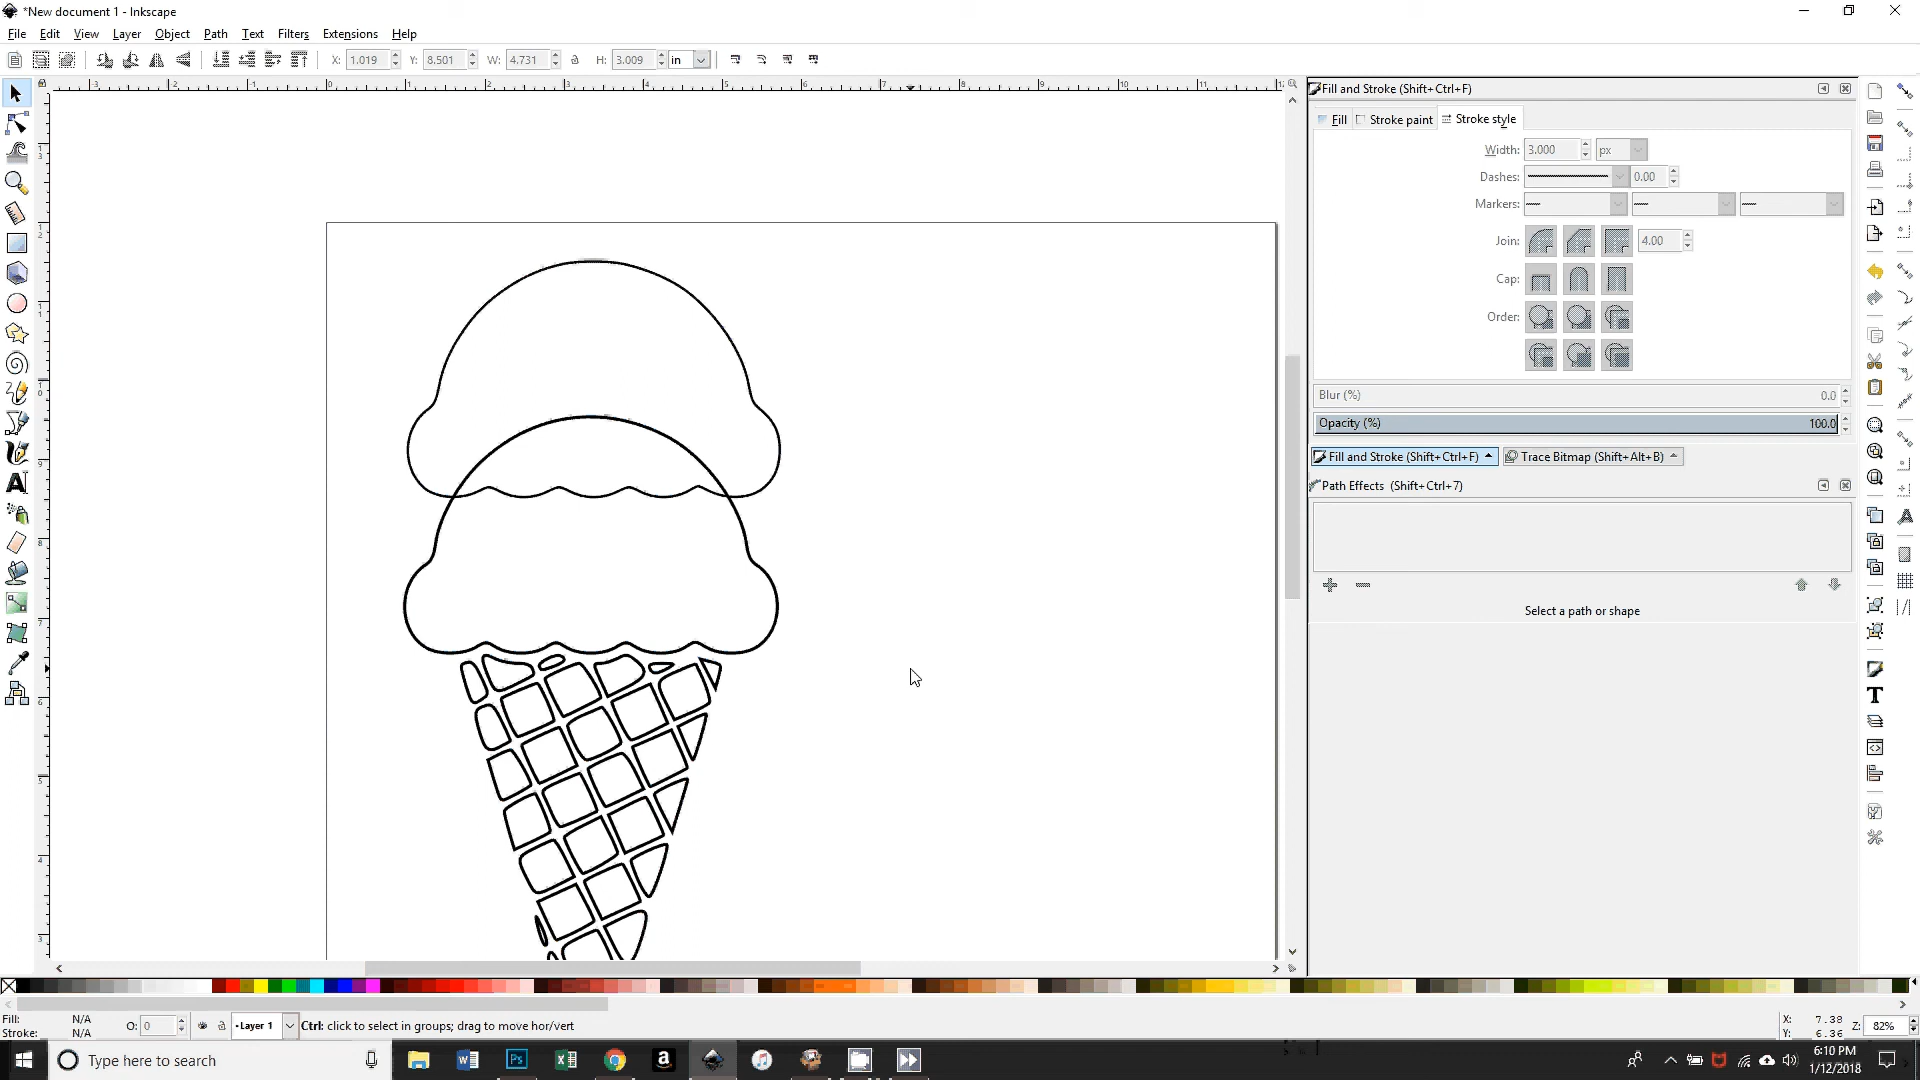 *New document 1 - Inkscape
File Edit View Layer Object Path Text Filters Extensions Help
X: 1.019 Y: 8.501 W: 4.731 H: 3.009 in
Fill and Stroke (Shift+Ctrl+F)
Fill Stroke paint Stroke style
Width: 3.000 px
Dashes: 0.00
Markers:
Join: 4.00
Cap:
Order:
Blur (%) 0.0
Opacity (%) 100.0
Fill and Stroke (Shift+Ctrl+F) Trace Bitmap (Shift+Alt+B)
Path Effects (Shift+Ctrl+7)
Select a path or shape
Fill: N/A
Stroke: N/A
O: 0 •Layer 1 Ctrl: click to select in groups; drag to move hor/vert
X: 7.38
Y: 6.36
Z: 82%
Type here to search
6:10 PM
1/12/2018